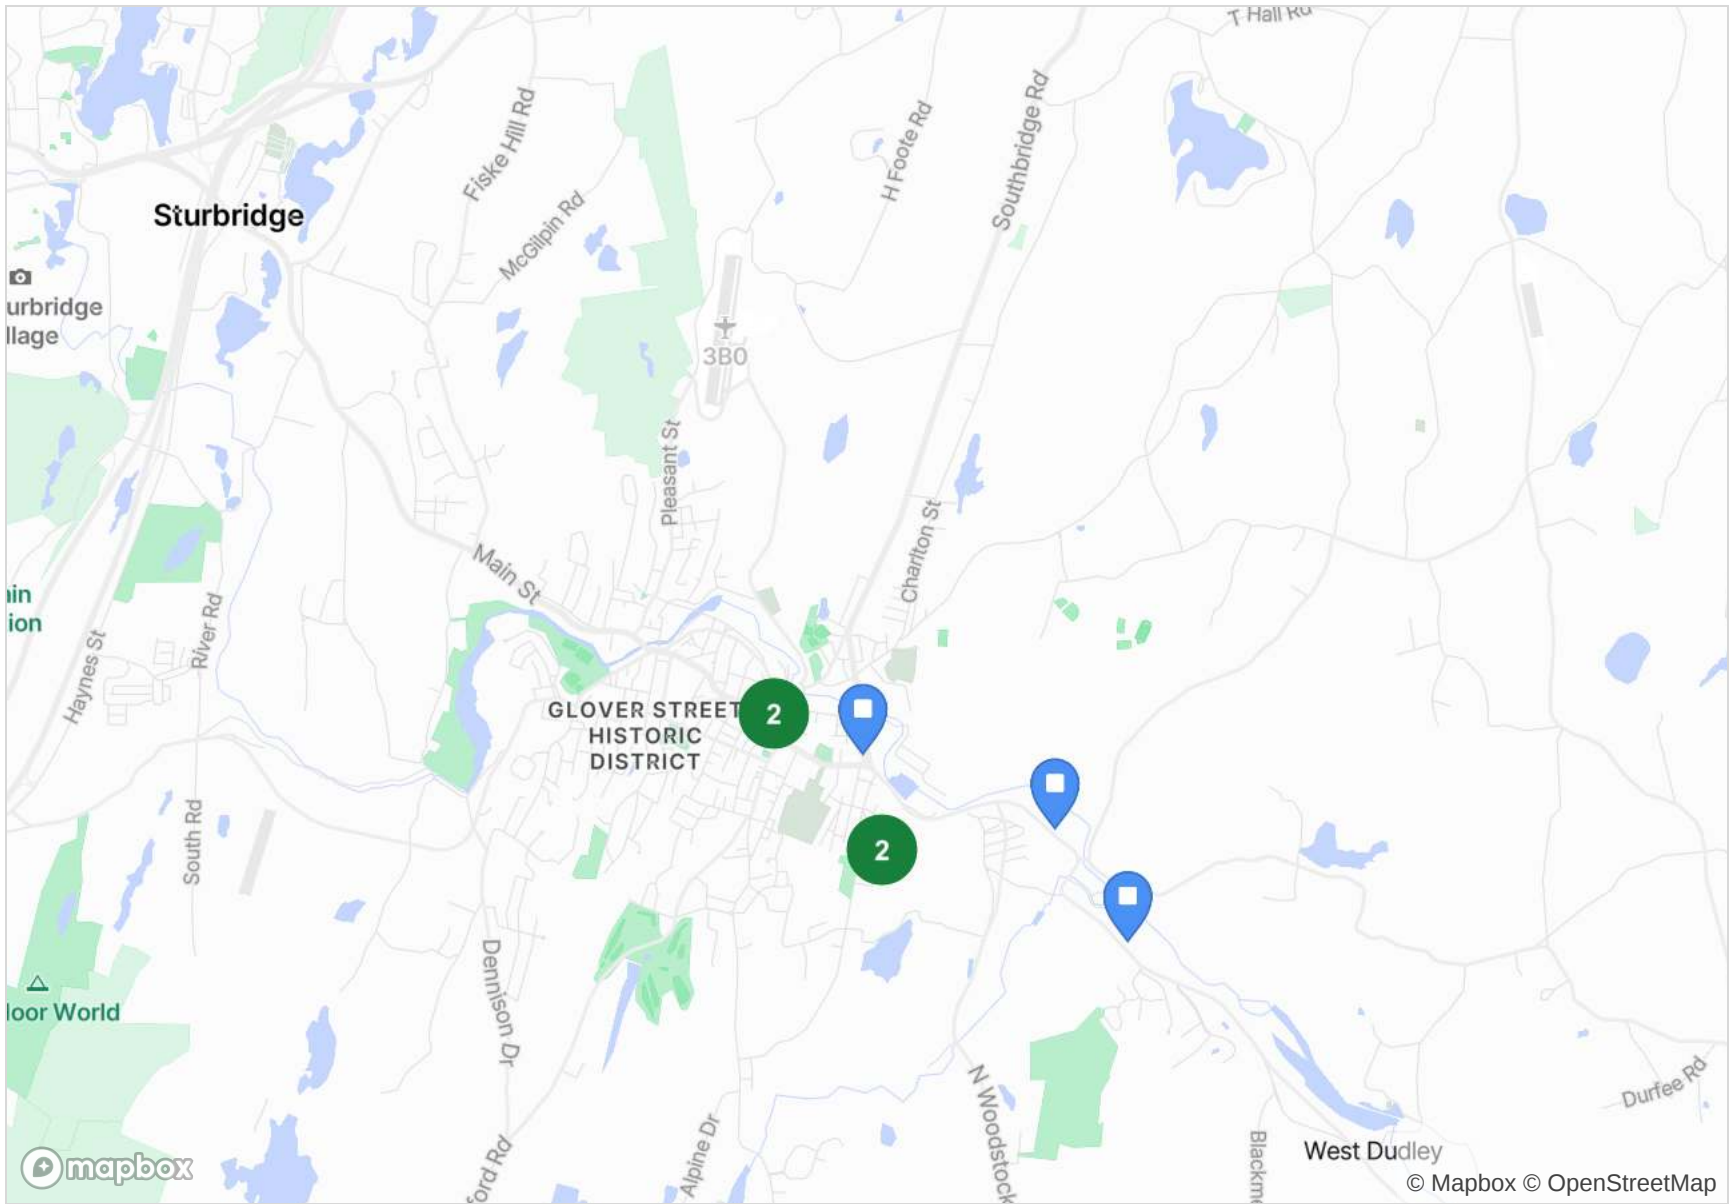 T Hall Rd
Fiske Hill Rd
H Foote Rd
Southbridge Rd
Sturbridge
McGilpin Rd
urbridge
llage
3B0
Pleasant St
Charlton St
Main St
ion
River Rd
Haynes St
GLOVER STREET
HISTORIC
DISTRICT
2
2
South Rd
Dennison Dr
loor World
N Woodstock
Durfee Rd
Alpine Dr
ford Rd
Blackm
West Dudley
mapbox
© Mapbox © OpenStreetMap